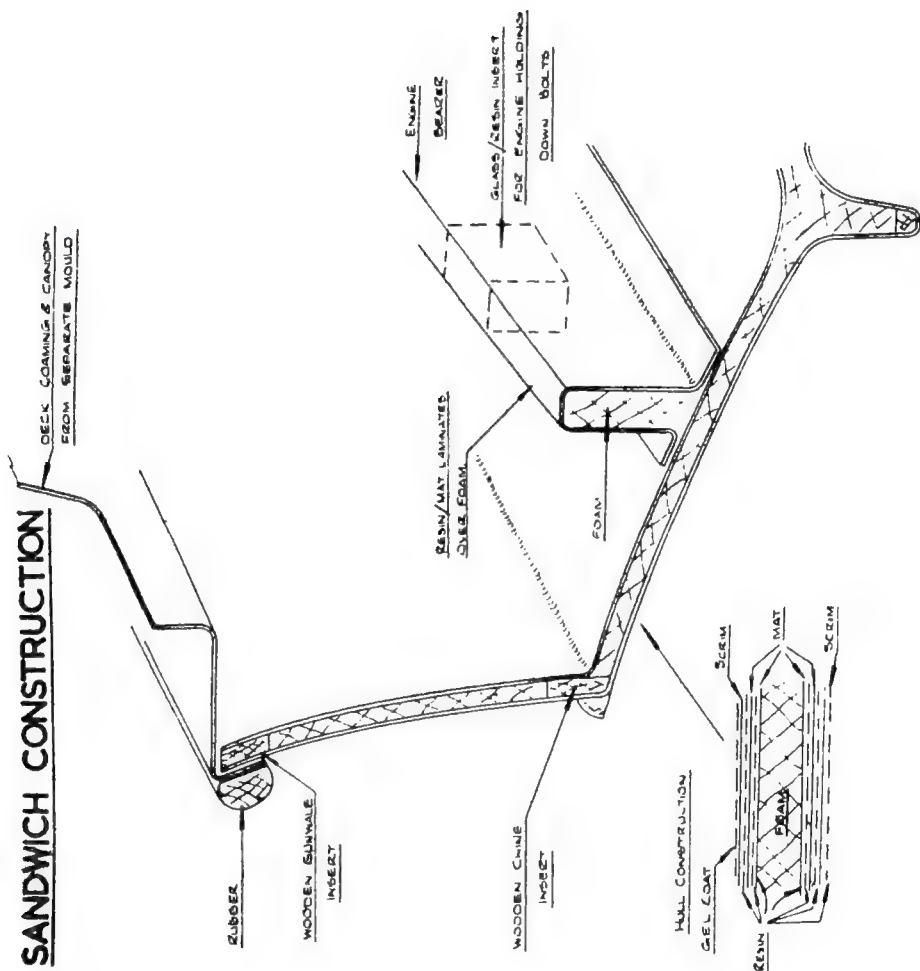 SANDWICH CONSTRUCTION
DECK COAMING & CANOPY
FROM SEPARATE MOULD
RUBBER
WOODEN GUNWALE
INSERT
ENGINE
BEARER
GLASS/RESIN INSERT
FOR ENGINE HOLDING
DOWN BOLTS
RESIN/MAT LAMINATES
OVER FOAM
FOAM
WOODEN CHINE
INSERT
HULL CONSTRUCTION
GEL COAT
SCRIM
MAT
FOAM
RESIN
SCRIM